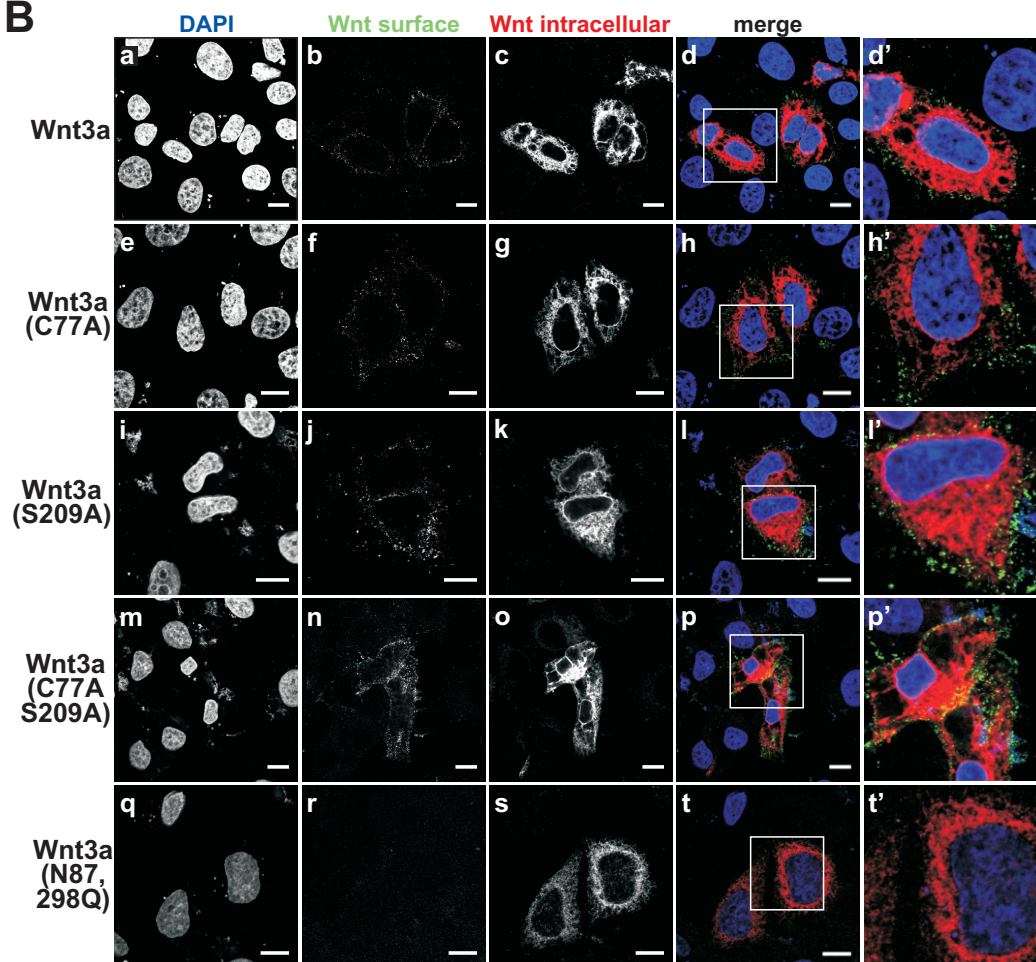 B
DAPI Wnt surface Wnt intracellular merge
a b c d d’
Wnt3a
e f g h h’
Wnt3a
(C77A)
i j k l l’
Wnt3a
(S209A)
m n o p p’
Wnt3a
(C77A
S209A)
q r s t t’
Wnt3a
(N87,
298Q)